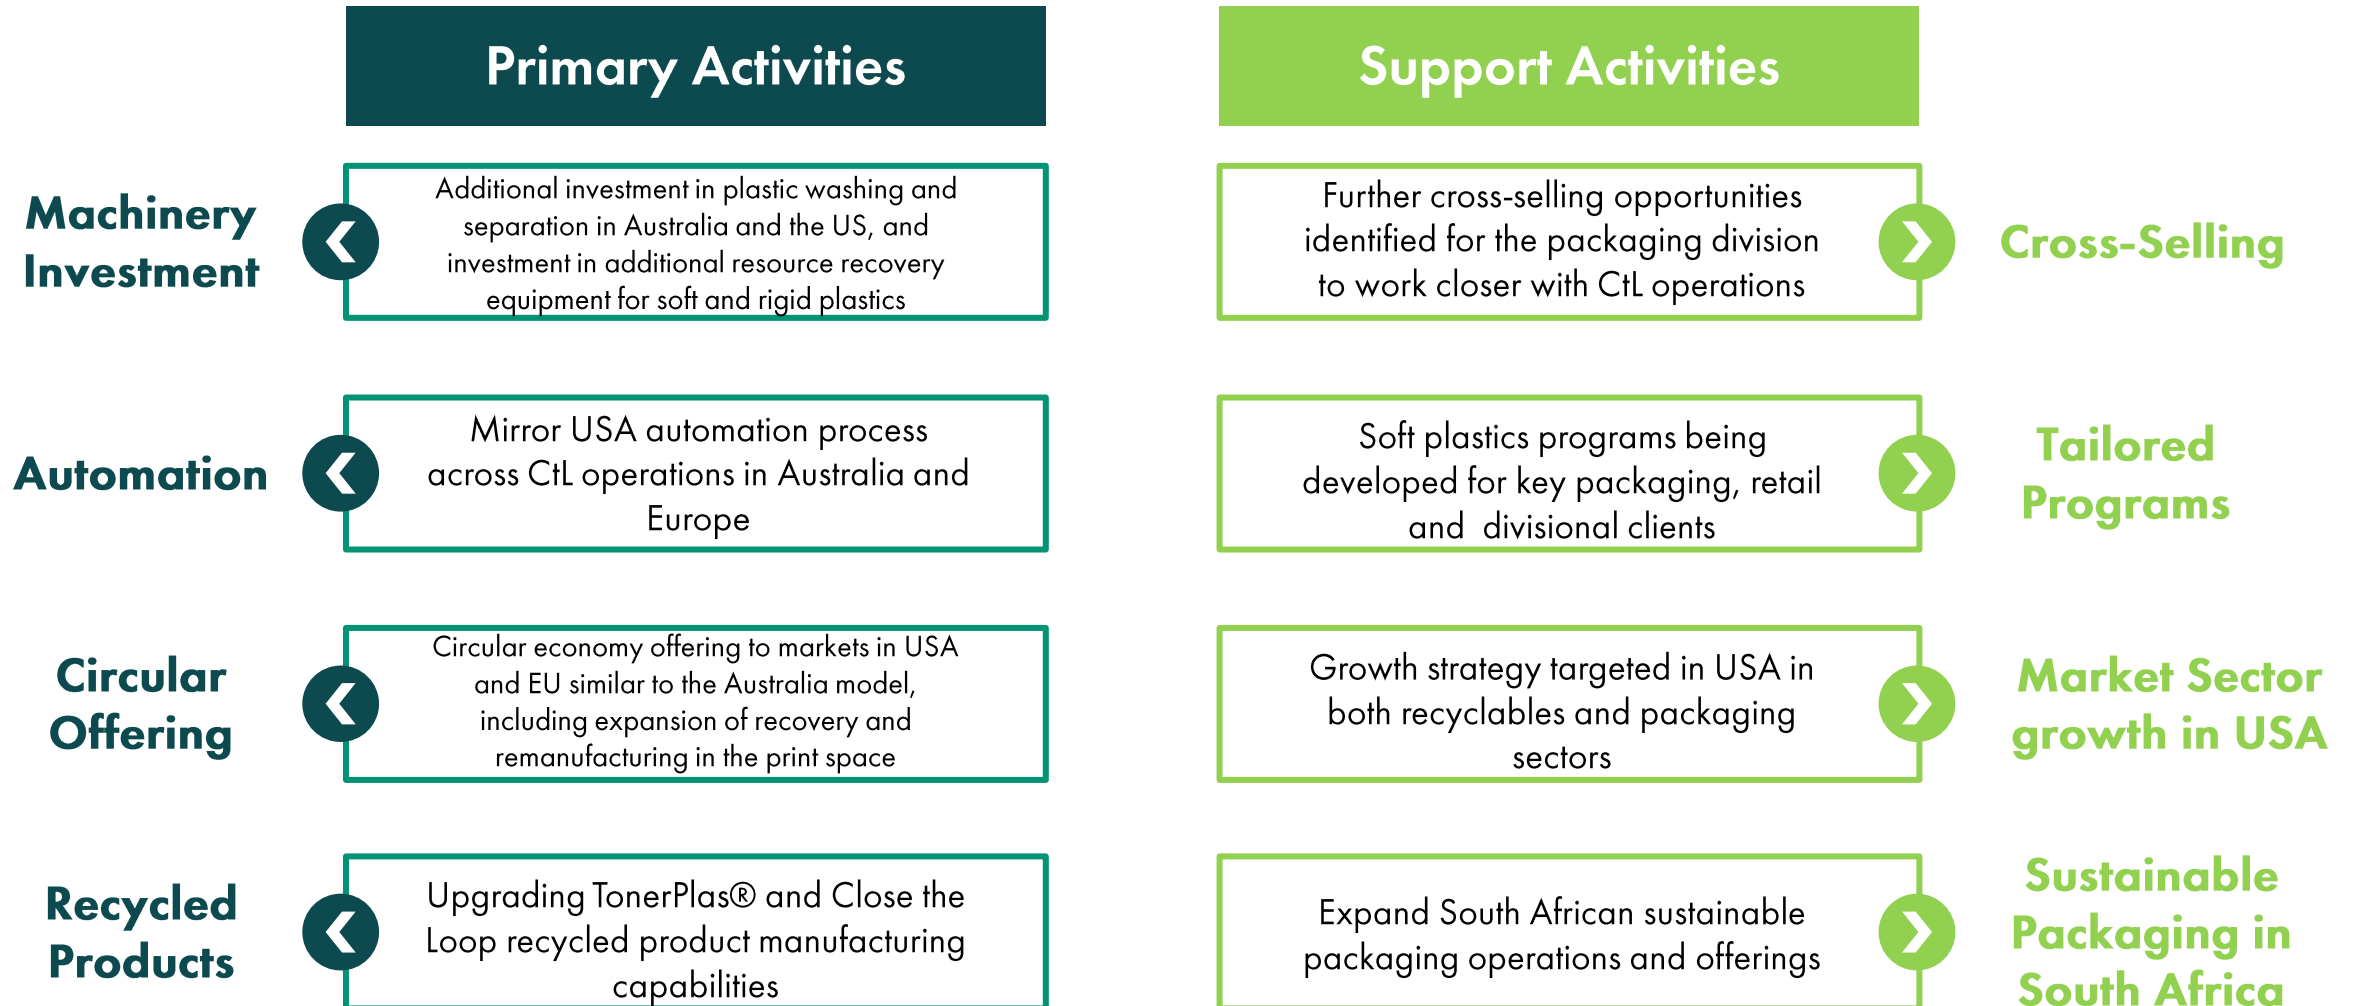 Primary Activities
Support Activities
Machinery
Investment
Additional investment in plastic washing and
separation in Australia and the US, and
investment in additional resource recovery
equipment for soft and rigid plastics
Further cross-selling opportunities
identified for the packaging division
to work closer with CtL operations
Cross-Selling
Automation
Mirror USA automation process
across CtL operations in Australia and
Europe
Soft plastics programs being
developed for key packaging, retail
and  divisional clients
Tailored
Programs
Circular
Offering
Circular economy offering to markets in USA
and EU similar to the Australia model,
including expansion of recovery and
remanufacturing in the print space
Growth strategy targeted in USA in
both recyclables and packaging
sectors
Market Sector
growth in USA
Recycled
Products
Upgrading TonerPlas® and Close the
Loop recycled product manufacturing
capabilities
Expand South African sustainable
packaging operations and offerings
Sustainable
Packaging in
South Africa